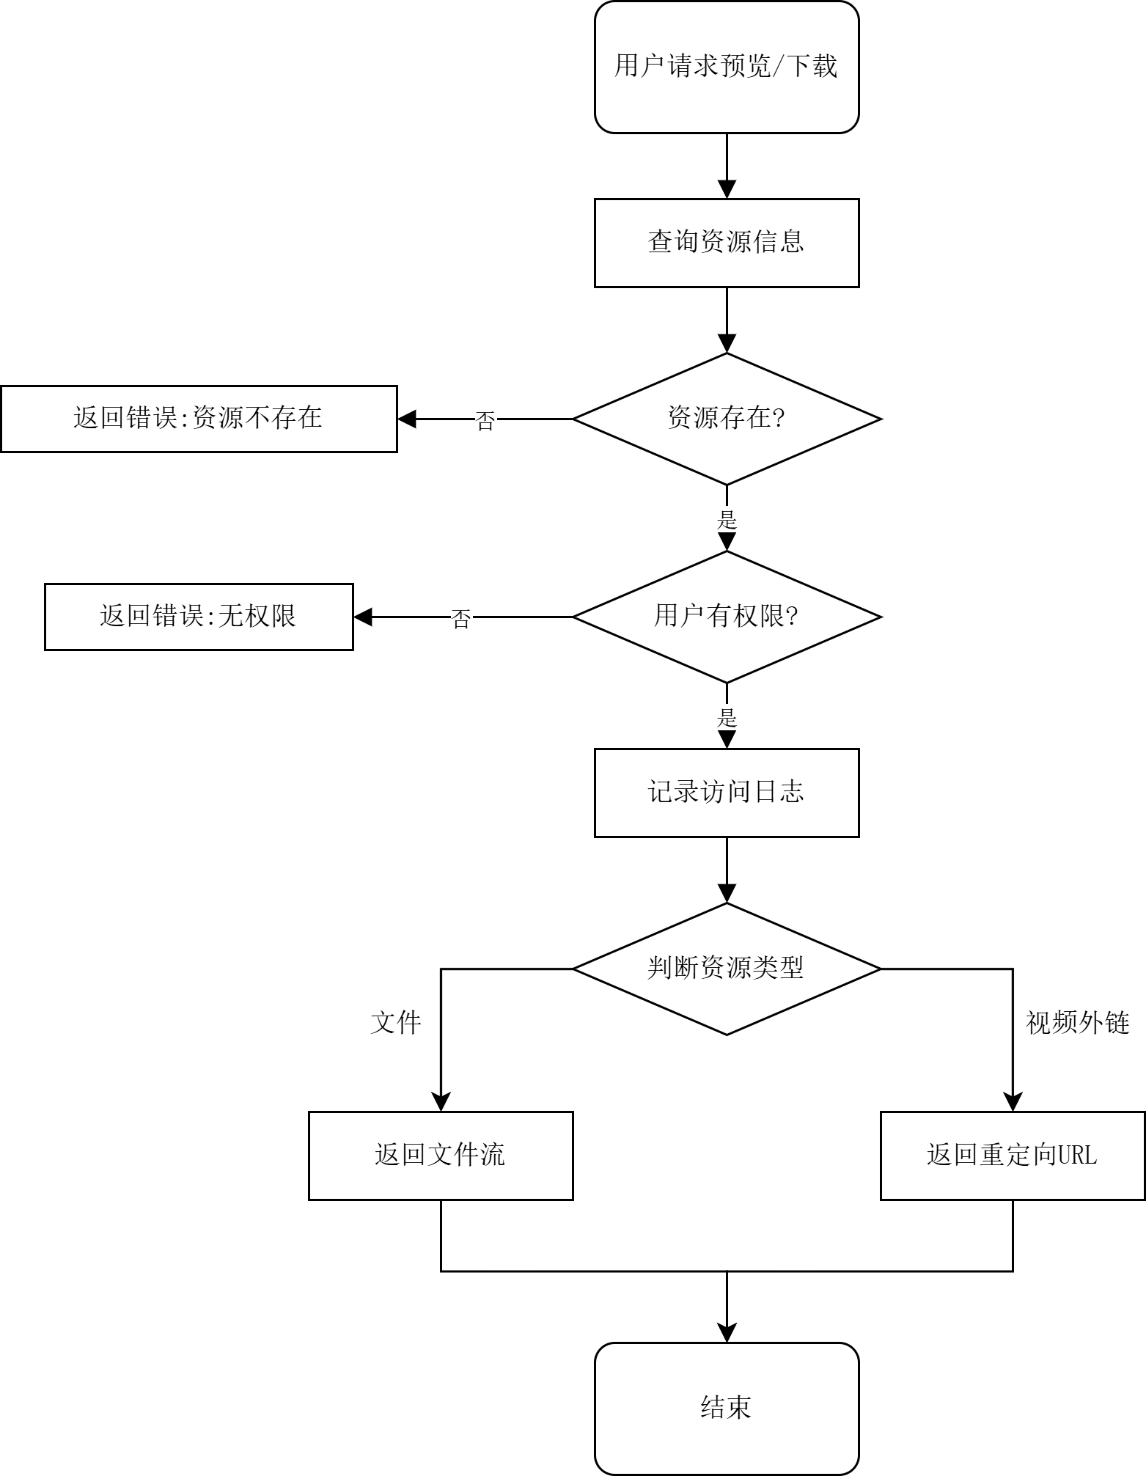 用户请求预览/下载
查询资源信息
资源存在?
否
返回错误:资源不存在
是
用户有权限?
否
返回错误:无权限
是
记录访问日志
判断资源类型
文件
视频外链
返回文件流
返回重定向URL
结束